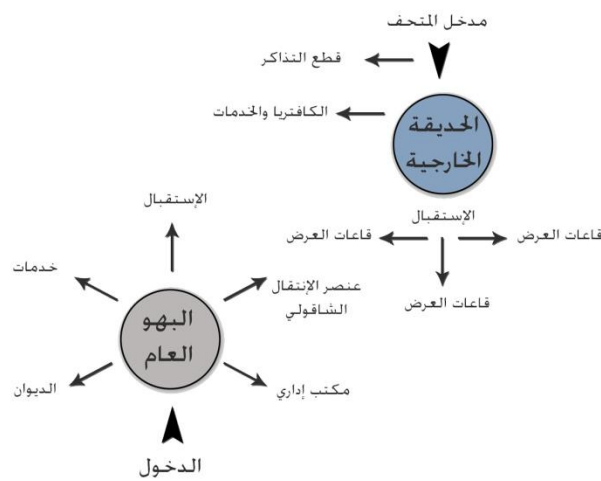 مدخل المتحف
قطع التذاكر
الكافتريا والخدمات
الحديقة
الخارجية
الإستقبال
قاعات العرض
قاعات العرض
قاعات العرض
الإستقبال
خدمات
عنصر الإنتقال
الشاقولي
البهو
العام
الديوان
مكتب إداري
الدخول